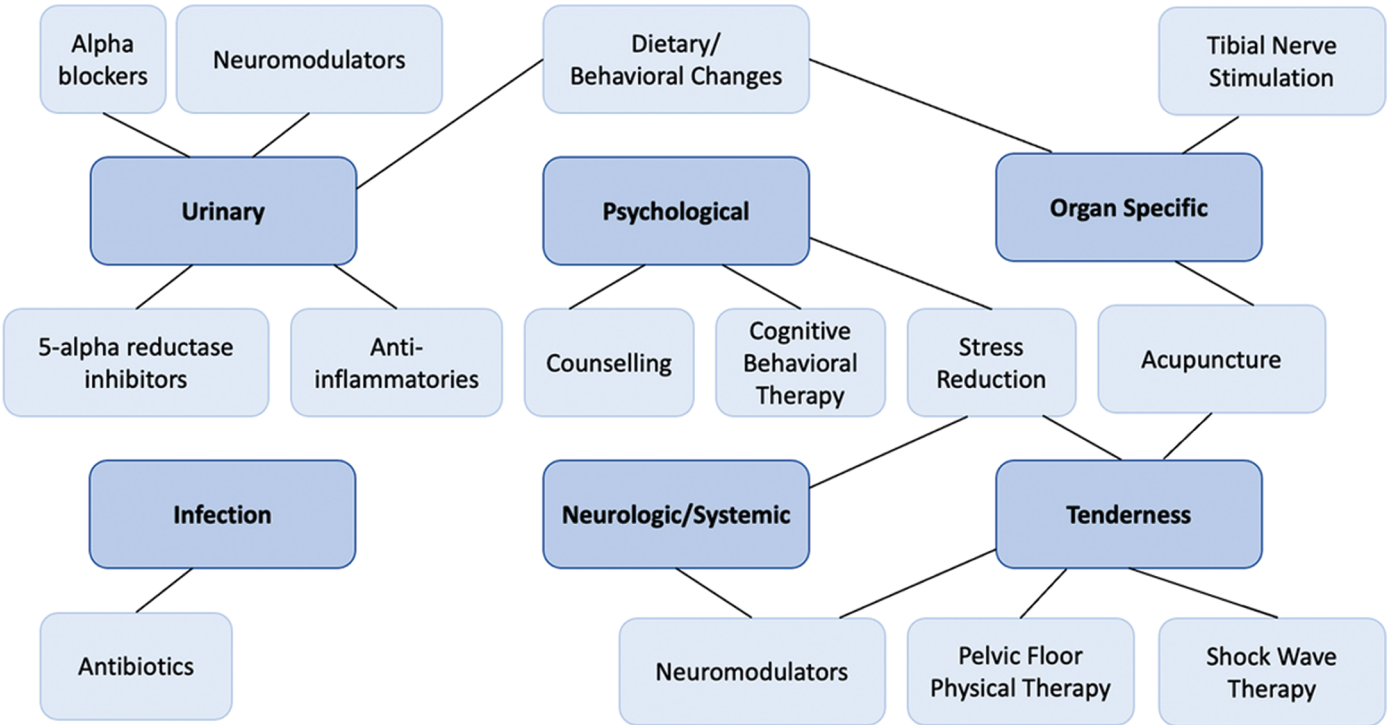 Alpha
blockers
Neuromodulators
Dietary/
Behavioral Changes
Tibial Nerve
Stimulation
Urinary
Psychological
Organ Specific
5-alpha reductase
inhibitors
Anti-
inflammatories
Counselling
Cognitive
Behavioral
Therapy
Stress
Reduction
Acupuncture
Infection
Neurologic/Systemic
Tenderness
Antibiotics
Neuromodulators
Pelvic Floor
Physical Therapy
Shock Wave
Therapy